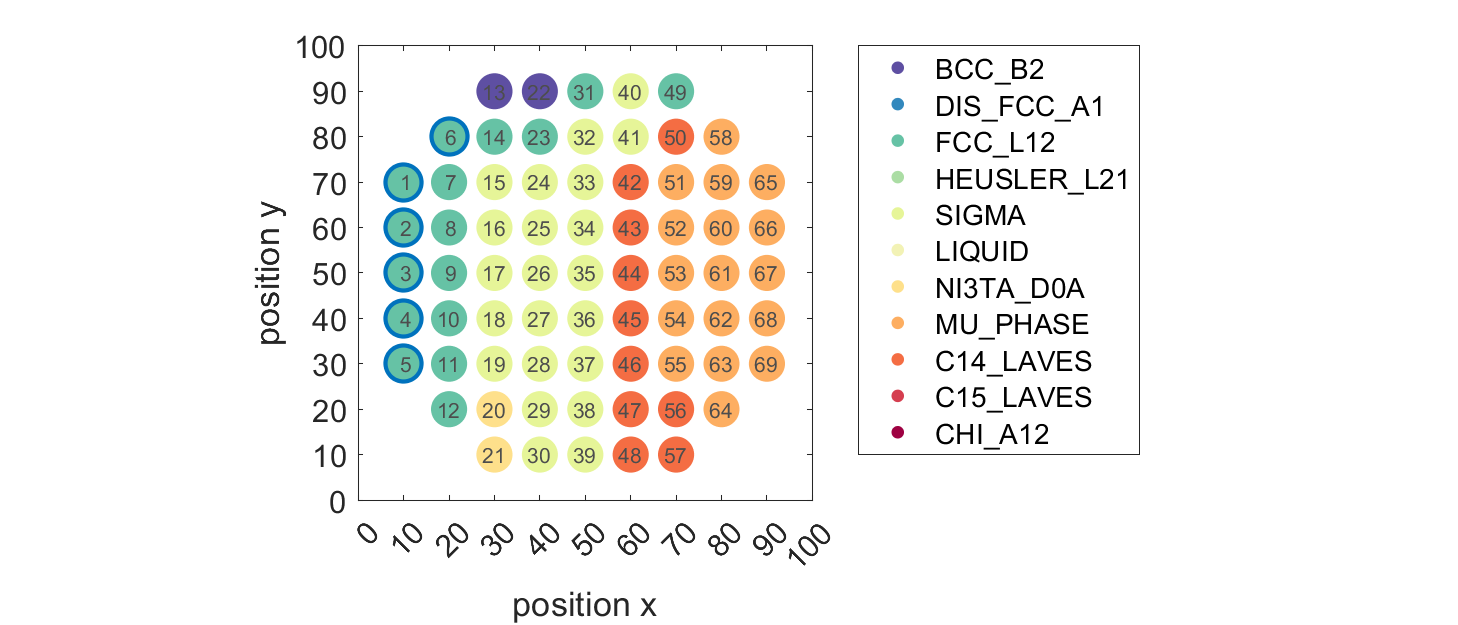 100
90 13 22 31 40 49
80 6 14 23 32 41 50 58
70 1 7 15 24 33 42 51 59 65
60 2 8 16 25 34 43 52 60 66
50 3 9 17 26 35 44 53 61 67
40 4 10 18 27 36 45 54 62 68
30 5 11 19 28 37 46 55 63 69
20 12 20 29 38 47 56 64
10 21 30 39 48 57
0
0 10 20 30 40 50 60 70 80 90 100
position x
position y
BCC_B2
DIS_FCC_A1
FCC_L12
HEUSLER_L21
SIGMA
LIQUID
NI3TA_D0A
MU_PHASE
C14_LAVES
C15_LAVES
CHI_A12